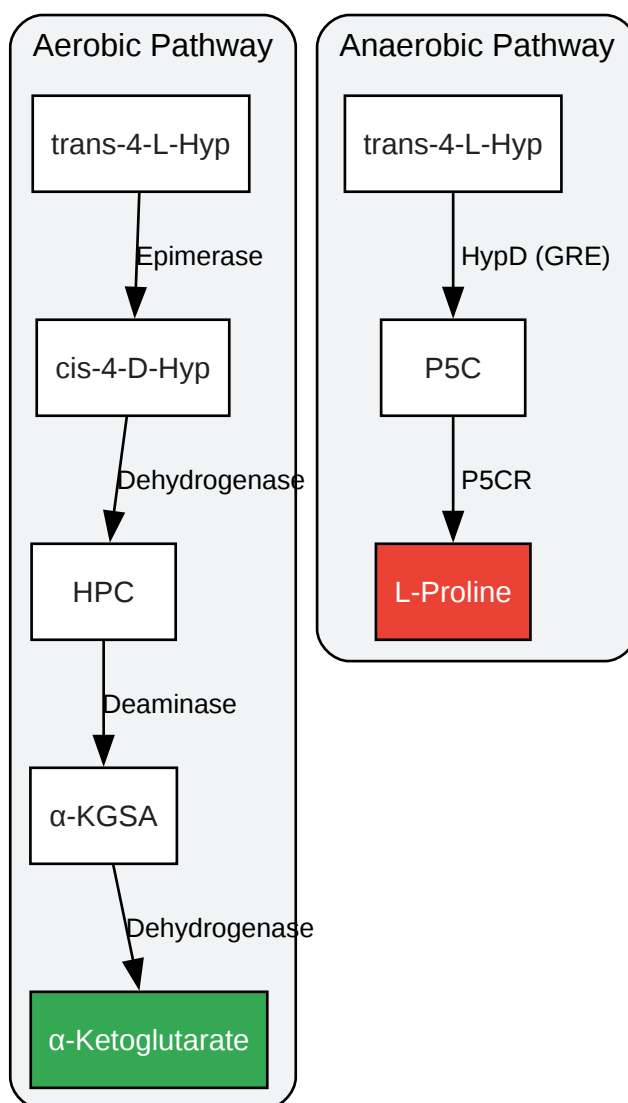 Aerobic Pathway
trans-4-L-Hyp
Epimerase
cis-4-D-Hyp
Dehydrogenase
HPC
Deaminase
α-KGSA
Dehydrogenase
α-Ketoglutarate
Anaerobic Pathway
trans-4-L-Hyp
HypD (GRE)
P5C
P5CR
L-Proline